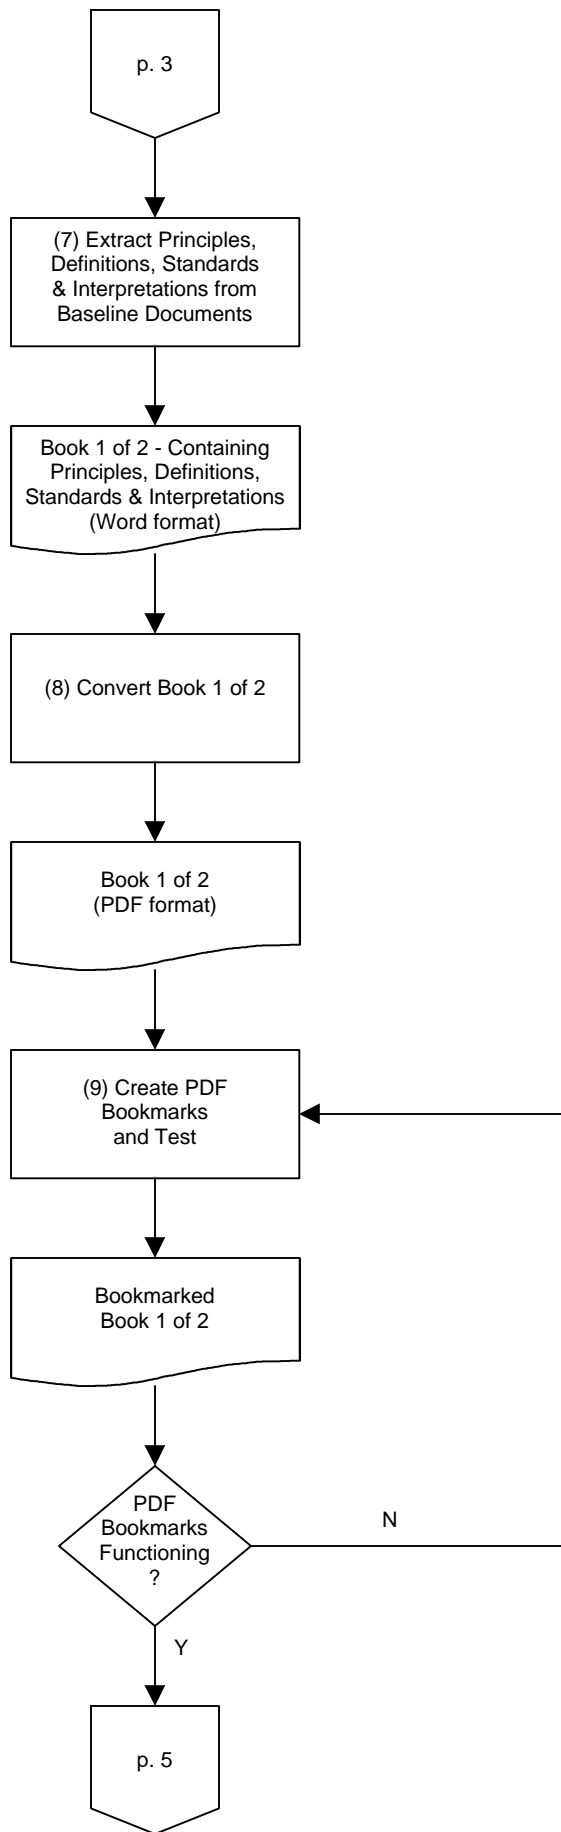 p. 3
(7) Extract Principles,
Definitions, Standards
& Interpretations from
Baseline Documents
Book 1 of 2 - Containing
Principles, Definitions,
Standards & Interpretations
(Word format)
(8) Convert Book 1 of 2
Book 1 of 2
(PDF format)
(9) Create PDF
Bookmarks
and Test
Bookmarked
Book 1 of 2
PDF
Bookmarks
Functioning
?
N
Y
p. 5